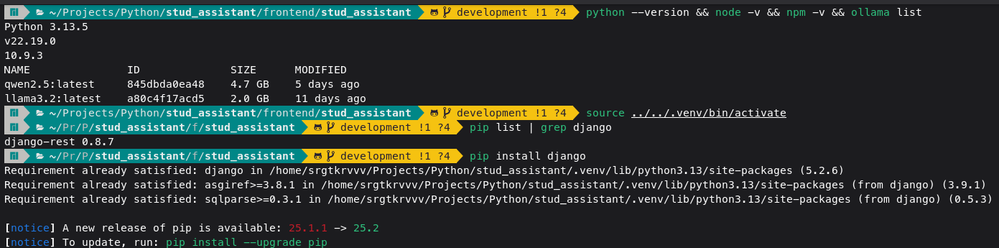 ~/Projects/Python/stud_assistant/frontend/stud_assistant development !1 ?4 python --version && node -v && npm -v && ollama list
Python 3.13.5
v22.19.0
10.9.3
NAME ID SIZE MODIFIED
qwen2.5:latest 845dbda0ea48 4.7 GB 5 days ago
llama3.2:latest a80c4f17acd5 2.0 GB 11 days ago
~/Projects/Python/stud_assistant/frontend/stud_assistant development !1 ?4 source ../../.venv/bin/activate
~/Pr/P/stud_assistant/f/stud_assistant development !1 ?4 pip list | grep django
django-rest 0.8.7
~/Pr/P/stud_assistant/f/stud_assistant development !1 ?4 pip install django
Requirement already satisfied: django in /home/srgtkrvvv/Projects/Python/stud_assistant/.venv/lib/python3.13/site-packages (5.2.6)
Requirement already satisfied: asgiref>=3.8.1 in /home/srgtkrvvv/Projects/Python/stud_assistant/.venv/lib/python3.13/site-packages (from django) (3.9.1)
Requirement already satisfied: sqlparse>=0.3.1 in /home/srgtkrvvv/Projects/Python/stud_assistant/.venv/lib/python3.13/site-packages (from django) (0.5.3)
[notice] A new release of pip is available: 25.1.1 -> 25.2
[notice] To update, run: pip install --upgrade pip